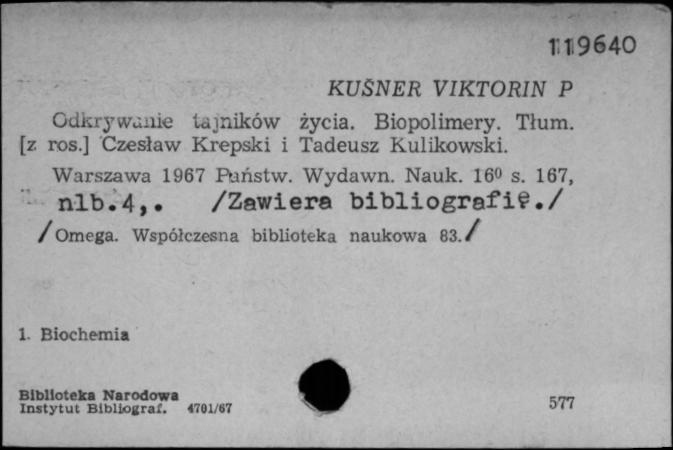 119640
KUŠNER VIKTORIN P
Odkrywanie tajników życia. Biopolimery. Tłum.
[z ros.] Czesław Krepski i Tadeusz Kulikowski.
Warszawa 1967 Państw. Wydawn. Nauk. 16⁰ s. 167,
nlb.4,. /Zawiera bibliografię./
/Omega. Współczesna biblioteka naukowa 83./
1. Biochemia
Biblioteka Narodowa
Instytut Bibliograf. 4701/67
577